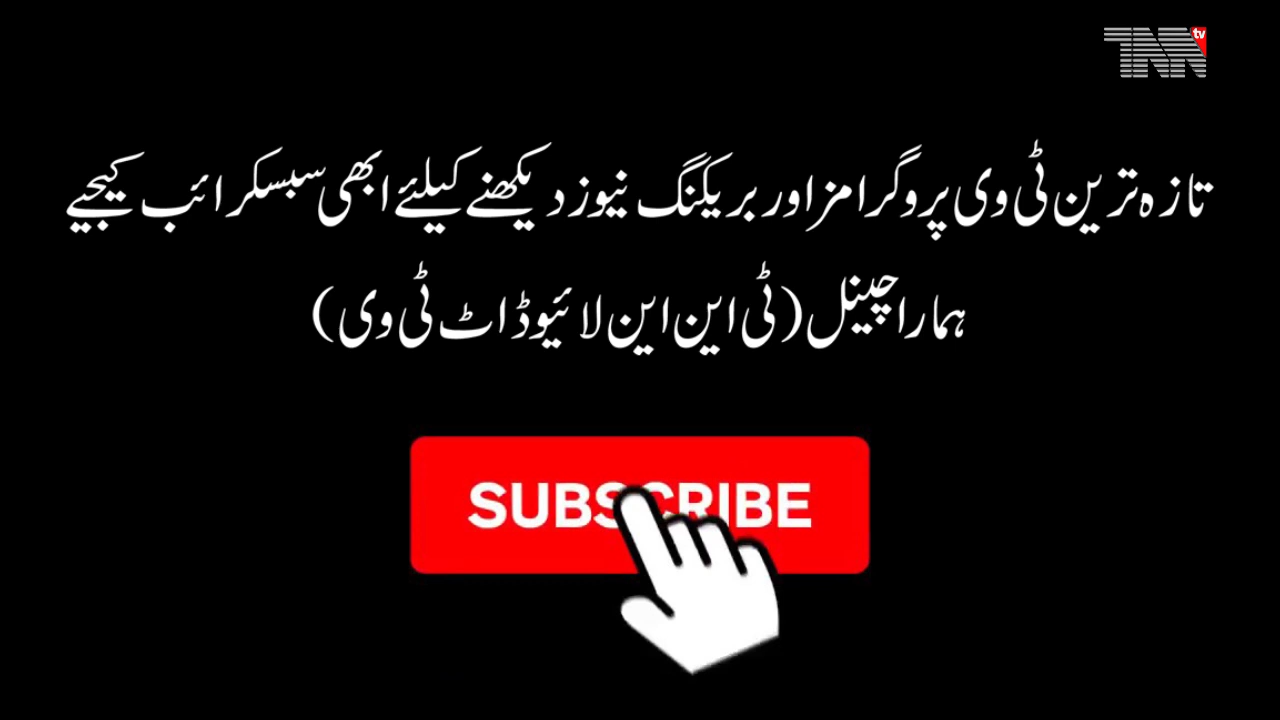 TNN tv
تازہ ترین ٹی وی پروگرامز اور بریکنگ نیوز دیکھنے کیلئے ابھی سبسکرائب کیجیے
ہمارا چینل (ٹی این این لائیو ڈاٹ ٹی وی)
SUBSCRIBE